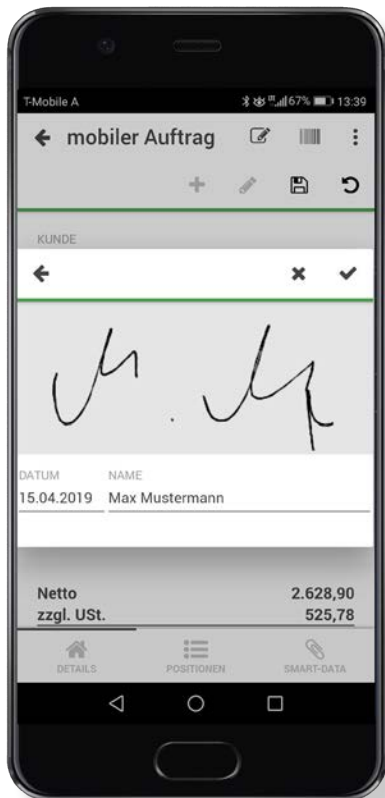 T-Mobile A 67% 13:39
mobiler Auftrag
KUNDE
DATUM NAME
15.04.2019 Max Mustermann
Netto 2.628,90
zzgl. USt. 525,78
DETAILS POSITIONEN SMART-DATA